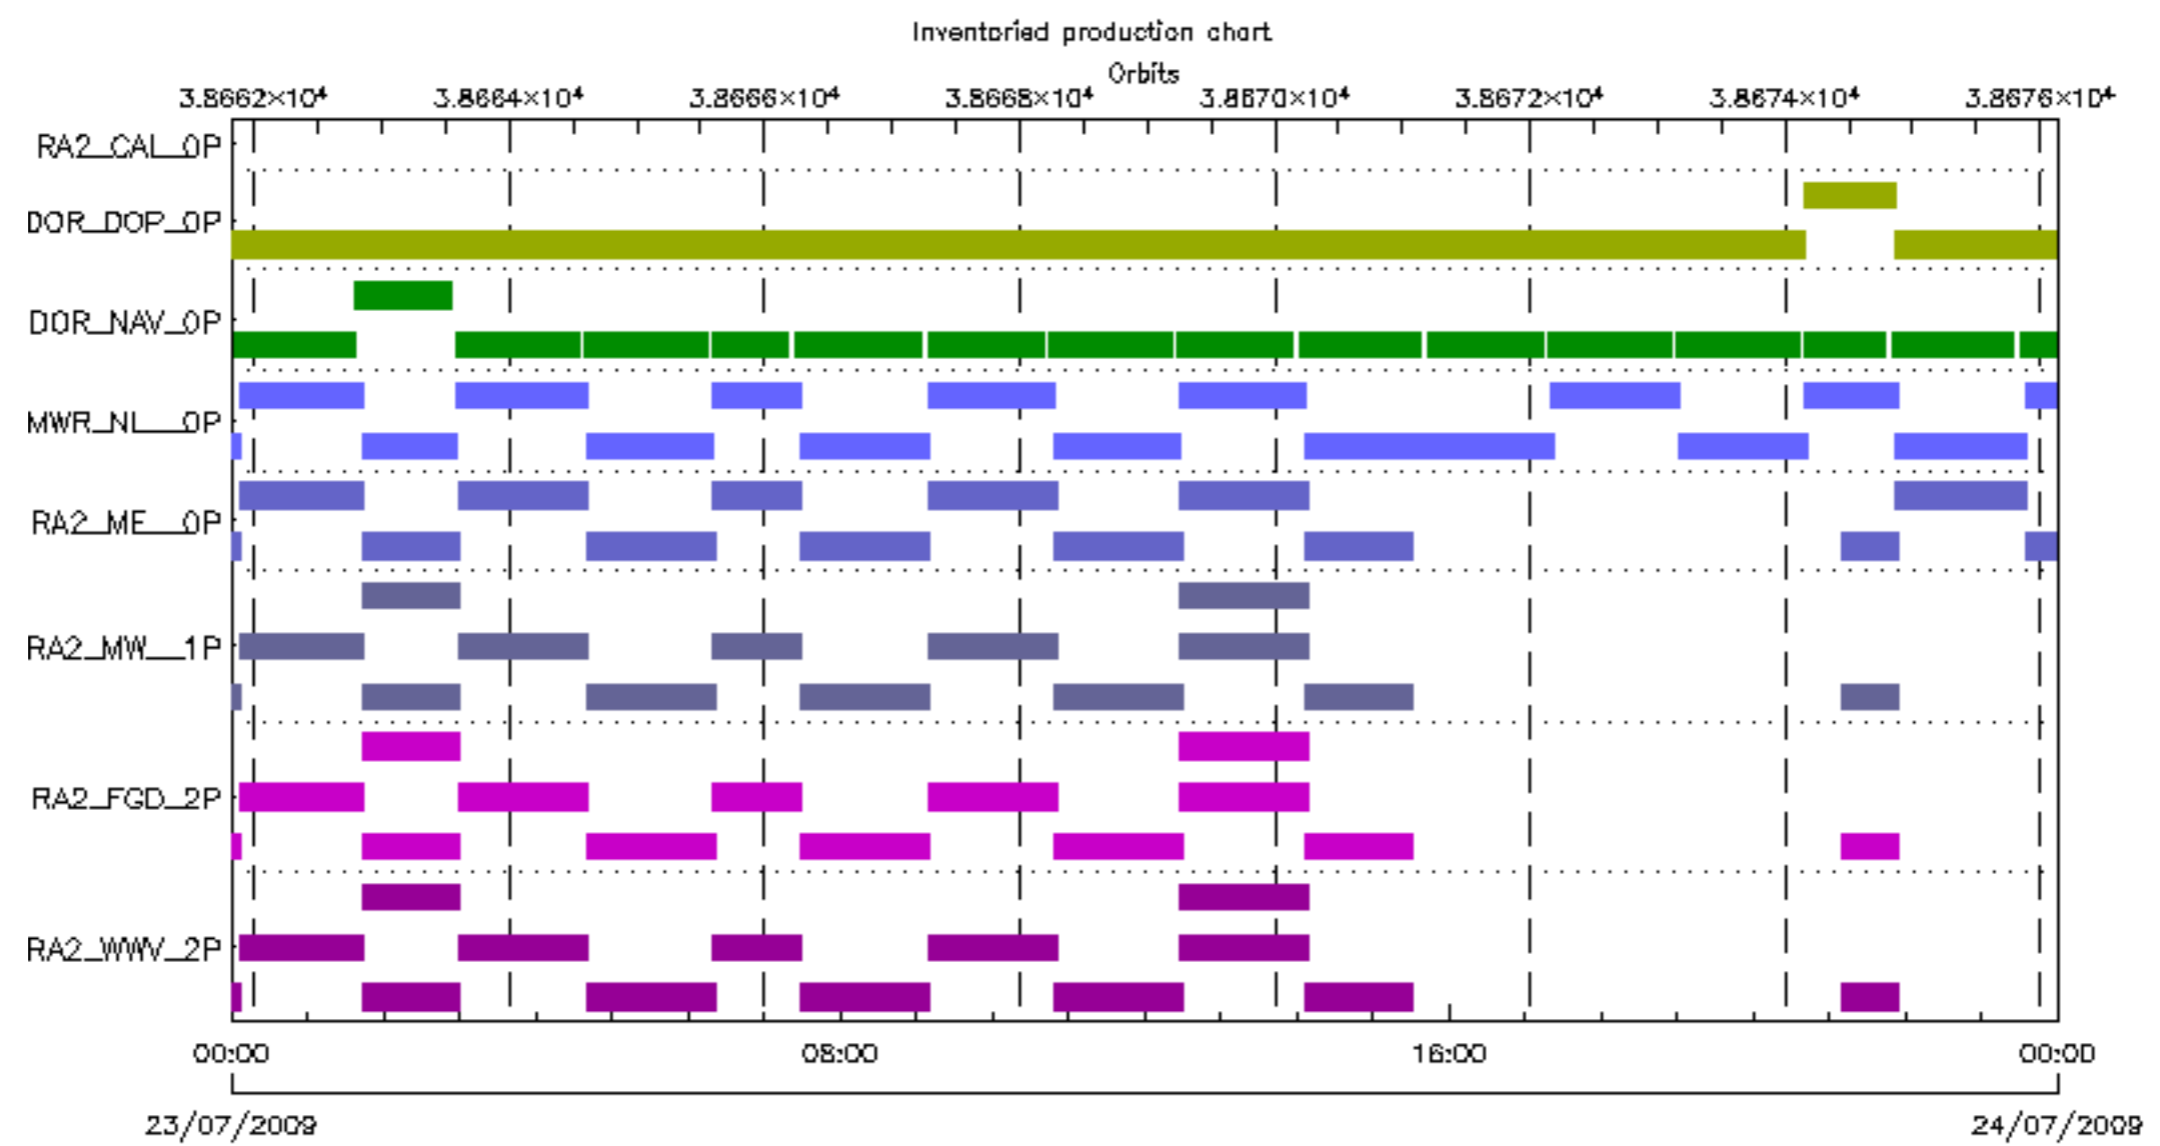 Inventoried production chart
Orbits
3.8662×10⁴ 3.8664×10⁴ 3.8666×10⁴ 3.8668×10⁴ 3.8670×10⁴ 3.8672×10⁴ 3.8674×10⁴ 3.8676×10⁴
RA2_CAL_0P
DOR_DOP_0P
DOR_NAV_0P
MWR_NL__0P
RA2_ME__0P
RA2_MW__1P
RA2_FGD_2P
RA2_WWV_2P
00:00 08:00 16:00 00:00
23/07/2009 24/07/2009